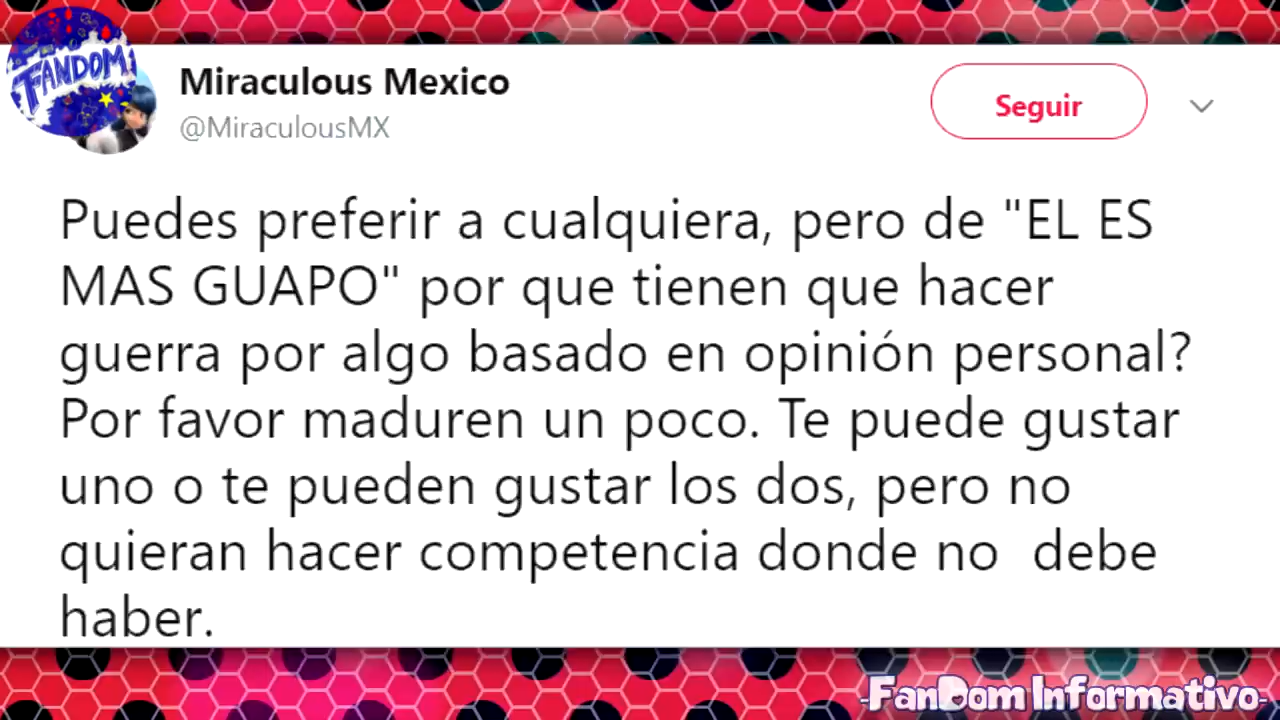 FANDOM!
Miraculous Mexico
@MiraculousMX
Seguir
Puedes preferir a cualquiera, pero de "EL ES
MAS GUAPO" por que tienen que hacer
guerra por algo basado en opinión personal?
Por favor maduren un poco. Te puede gustar
uno o te pueden gustar los dos, pero no
quieran hacer competencia donde no  debe
haber.
-FanDom Informativo-